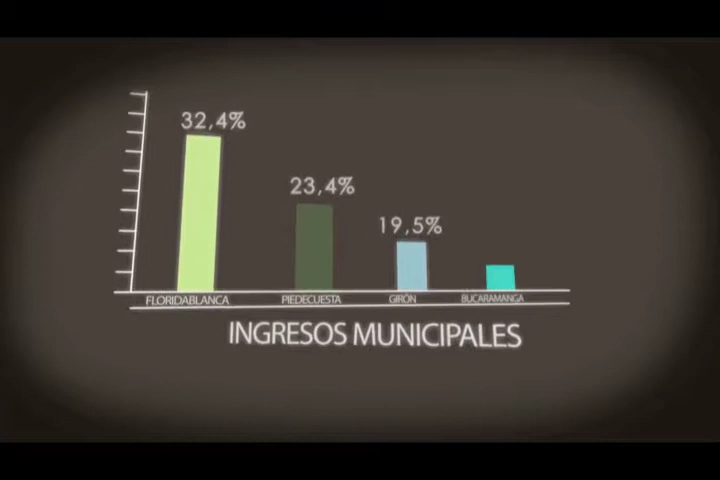 32,4%
23,4%
19,5%
FLORIDABLANCA PIEDECUESTA GIRÓN BUCARAMANGA
INGRESOS MUNICIPALES